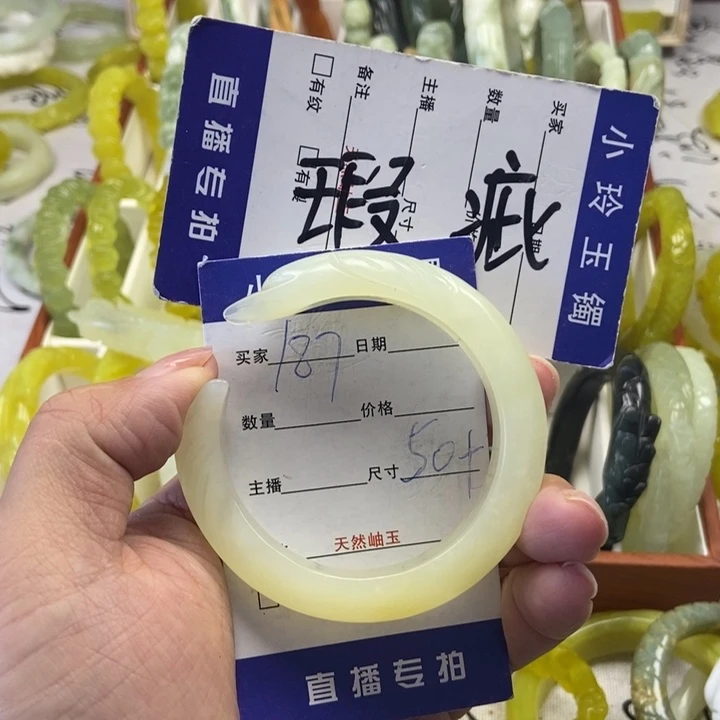 小玲玉镯
买家
数量
主播
尺寸
备注
有纹
直播专拍
买家 187 日期
数量 价格
主播 尺寸 50+
天然岫玉
直播专拍